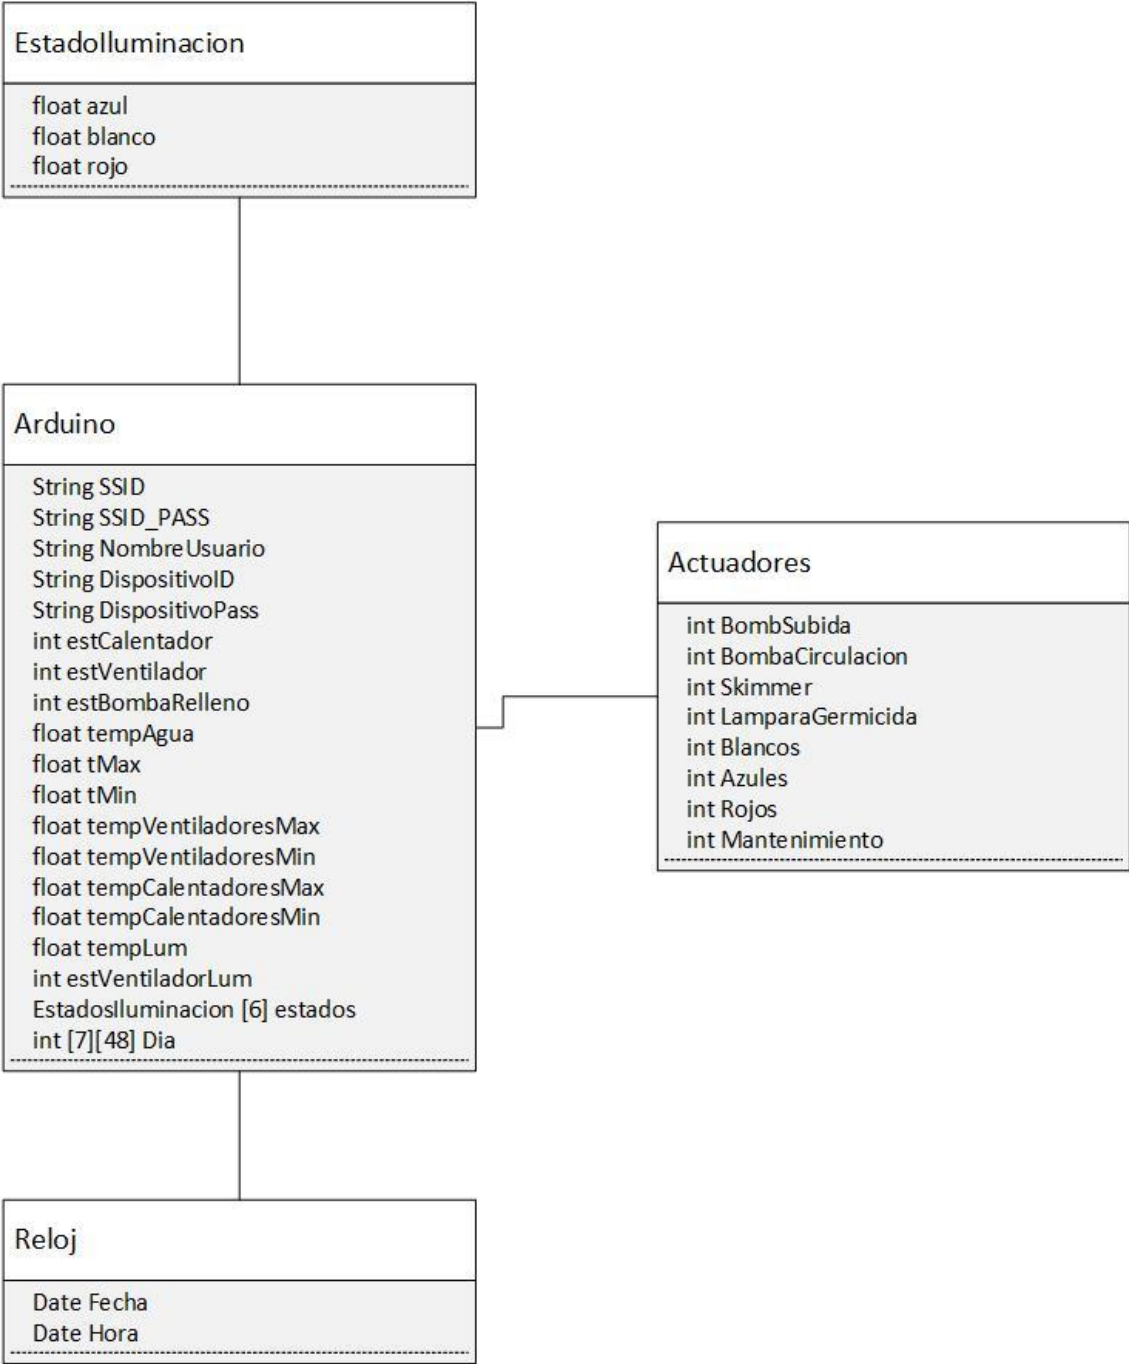 EstadoIluminacion
float azul
float blanco
float rojo
Arduino
String SSID
String SSID_PASS
String NombreUsuario
String DispositivoID
String DispositivoPass
int estCalentador
int estVentilador
int estBombaRelleno
float tempAgua
float tMax
float tMin
float tempVentiladoresMax
float tempVentiladoresMin
float tempCalentadoresMax
float tempCalentadoresMin
float tempLum
int estVentiladorLum
EstadosIluminacion [6] estados
int [7][48] Dia
Actuadores
int BombSubida
int BombaCirculacion
int Skimmer
int LamparaGermicida
int Blancos
int Azules
int Rojos
int Mantenimiento
Reloj
Date Fecha
Date Hora